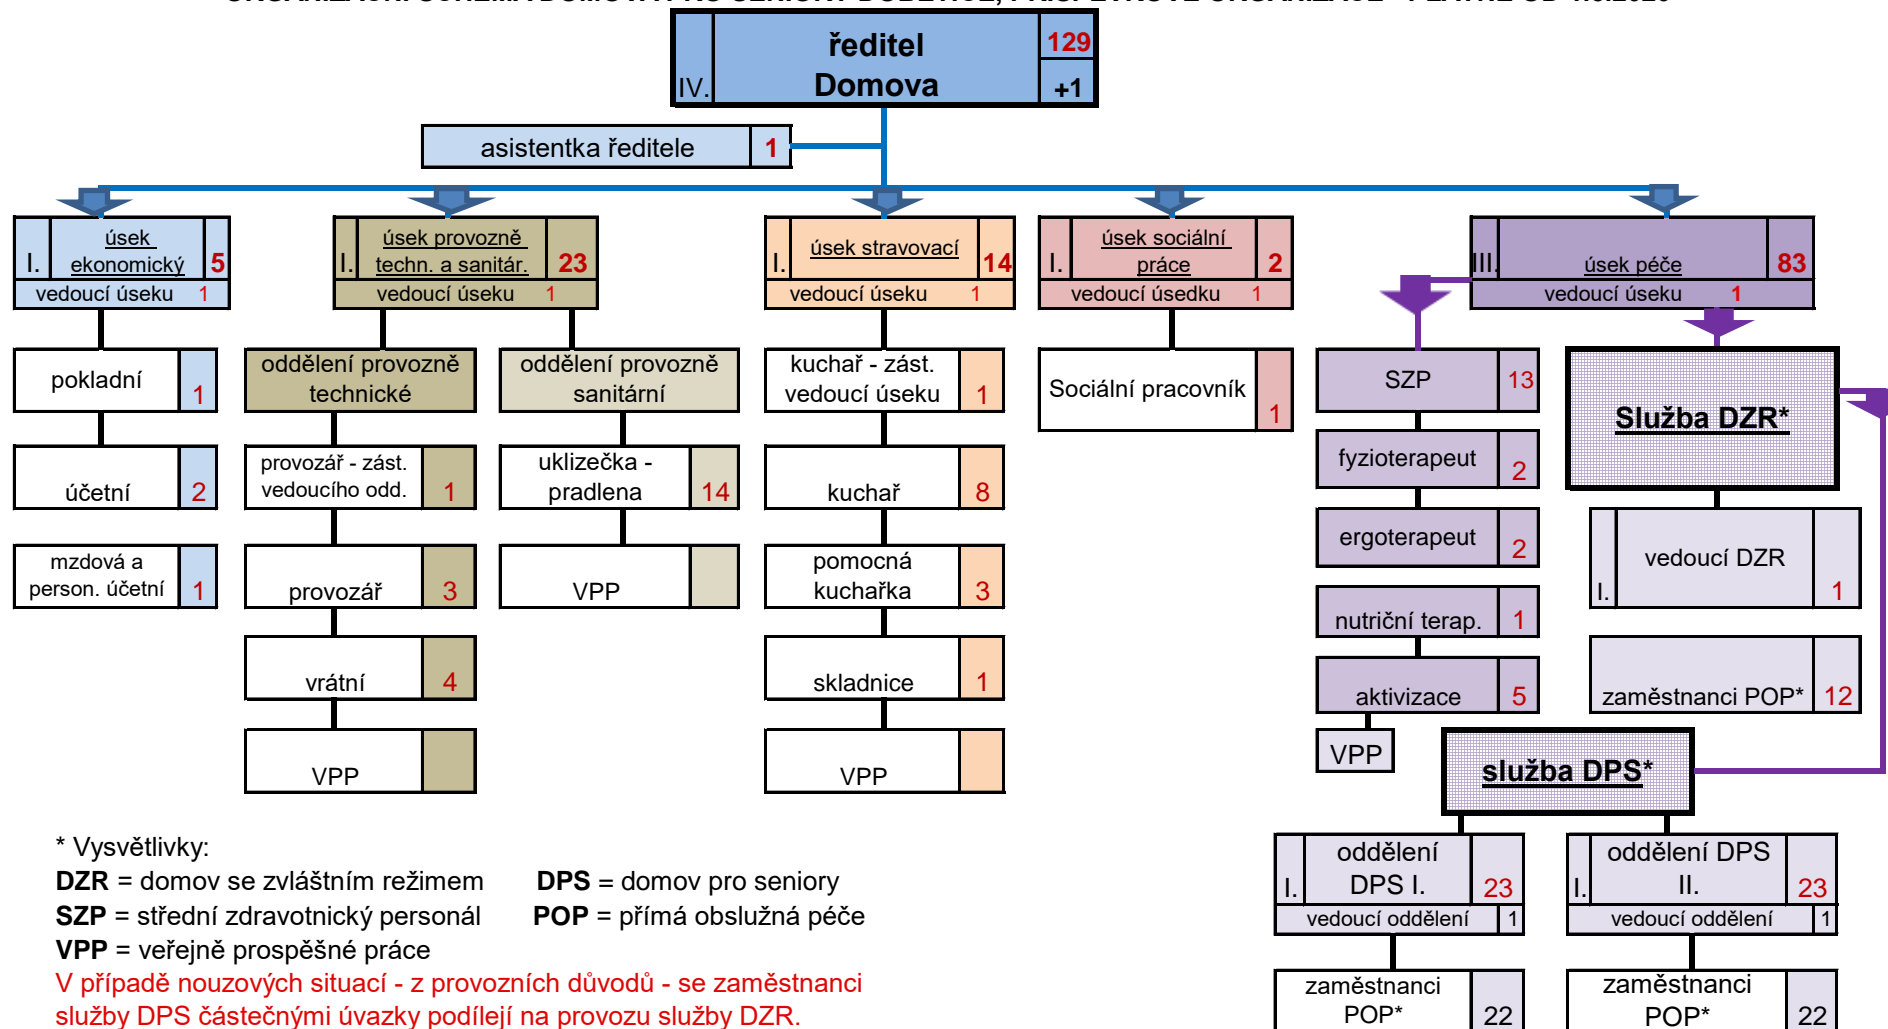 ředitel 129
IV. Domova +1
asistentka ředitele 1
I. úsek ekonomický 5
vedoucí úseku 1
pokladní 1
účetní 2
mzdová a
person. účetní 1
I. úsek provozně
techn. a sanitár. 23
vedoucí úseku 1
oddělení provozně
technické
provozář - zást.
vedoucího odd. 1
provozář 3
vrátní 4
VPP
oddělení provozně
sanitární
uklizečka -
pradlena 14
VPP
I. úsek stravovací 14
vedoucí úseku 1
kuchař - zást.
vedoucí úseku 1
kuchař 8
pomocná
kuchařka 3
skladnice 1
VPP
I. úsek sociální
práce 2
vedoucí úsedku 1
Sociální pracovník 1
III. úsek péče 83
vedoucí úseku 1
SZP 13
fyzioterapeut 2
ergoterapeut 2
nutriční terap. 1
aktivizace 5
VPP
Služba DZR*
I. vedoucí DZR 1
zaměstnanci POP* 12
služba DPS*
oddělení
I. DPS I. 23
vedoucí oddělení 1
zaměstnanci
POP* 22
oddělení DPS
I. II. 23
vedoucí oddělení 1
zaměstnanci
POP* 22
* Vysvětlivky:
DZR = domov se zvláštním režimem DPS = domov pro seniory
SZP = střední zdravotnický personál POP = přímá obslužná péče
VPP = veřejně prospěšné práce
V případě nouzových situací - z provozních důvodů - se zaměstnanci
služby DPS částečnými úvazky podílejí na provozu služby DZR.